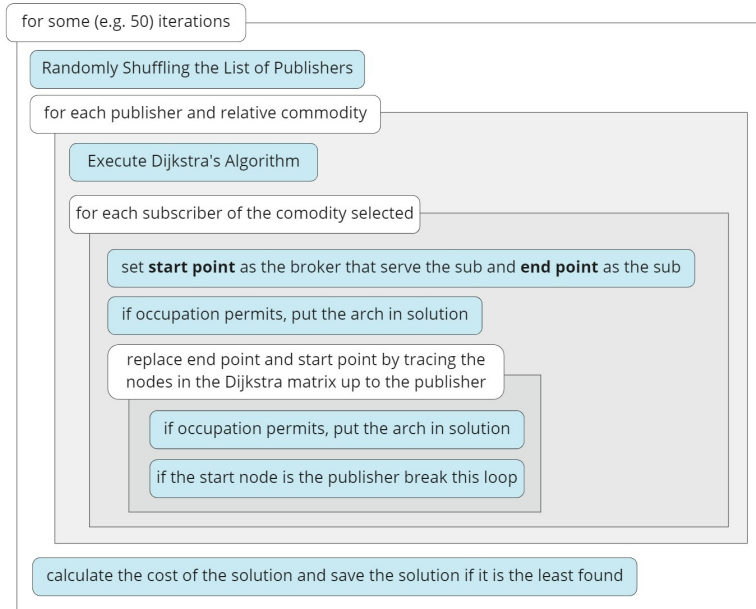 for some (e.g. 50) iterations
Randomly Shuffling the List of Publishers
for each publisher and relative commodity
Execute Dijkstra's Algorithm
for each subscriber of the comodity selected
set start point as the broker that serve the sub and end point as the sub
if occupation permits, put the arch in solution
replace end point and start point by tracing the
nodes in the Dijkstra matrix up to the publisher
if occupation permits, put the arch in solution
if the start node is the publisher break this loop
calculate the cost of the solution and save the solution if it is the least found